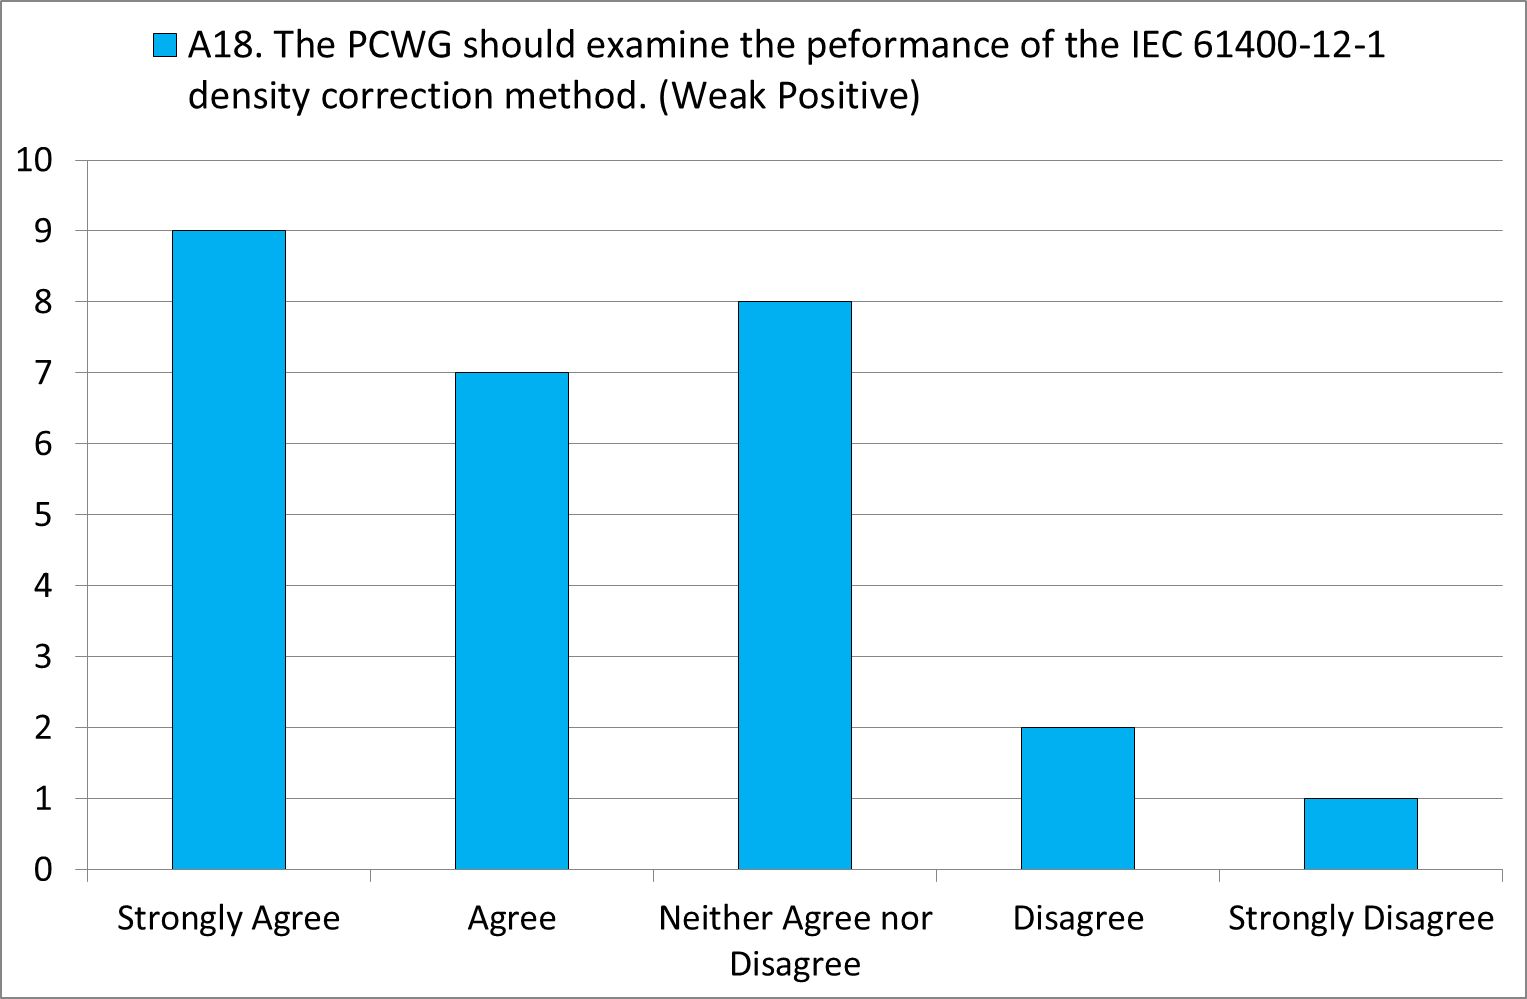 A18. The PCWG should examine the peformance of the IEC 61400-12-1
density correction method. (Weak Positive)
10
9
8
7
6
5
4
3
2
1
0
Strongly Agree
Agree
Neither Agree nor
Disagree
Disagree
Strongly Disagree